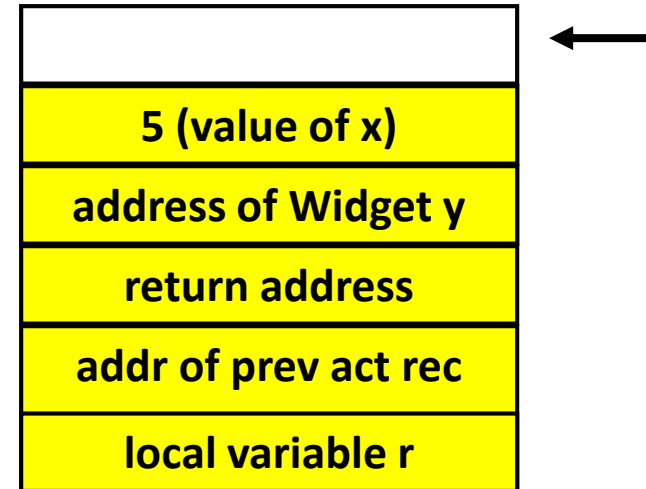 5 (value of x)
address of Widget y
return address
addr of prev act rec
local variable r